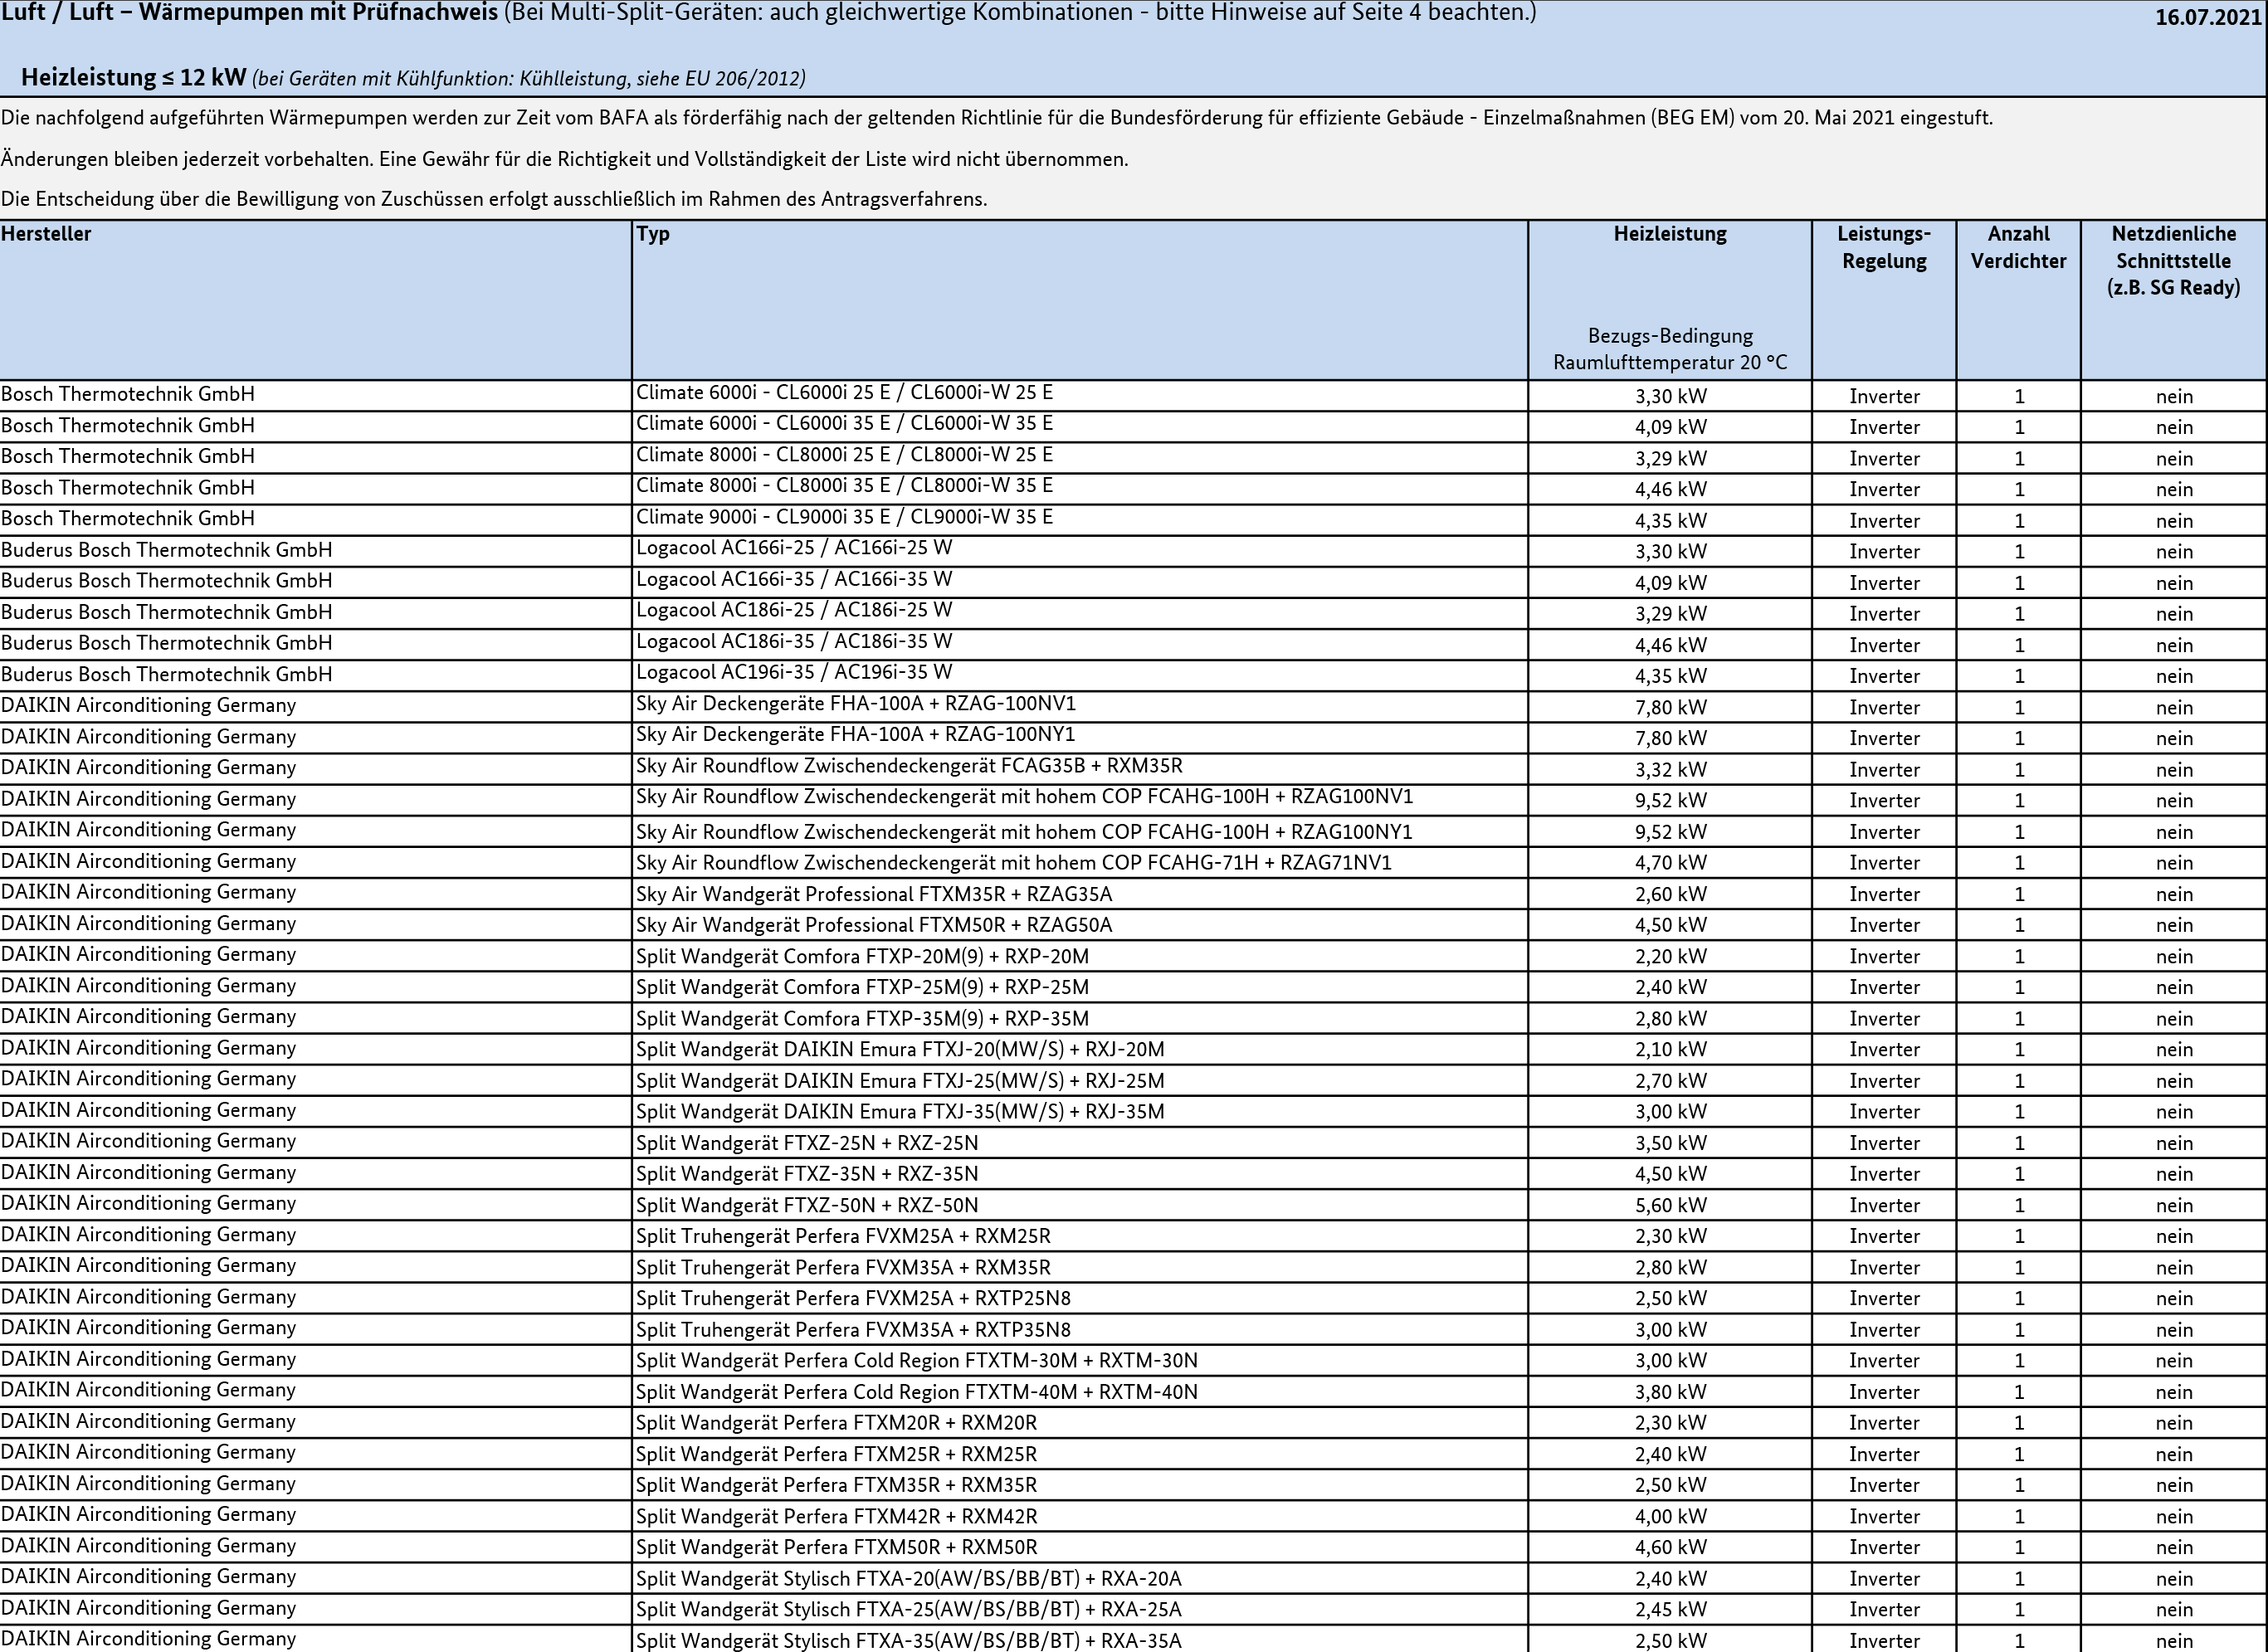 Luft / Luft – Wärmepumpen mit Prüfnachweis (Bei Multi-Split-Geräten: auch gleichwertige Kombinationen - bitte Hinweise auf Seite 4 beachten.) 16.07.2021
Heizleistung ≤ 12 kW (bei Geräten mit Kühlfunktion: Kühlleistung, siehe EU 206/2012)
Die nachfolgend aufgeführten Wärmepumpen werden zur Zeit vom BAFA als förderfähig nach der geltenden Richtlinie für die Bundesförderung für effiziente Gebäude - Einzelmaßnahmen (BEG EM) vom 20. Mai 2021 eingestuft.
Änderungen bleiben jederzeit vorbehalten. Eine Gewähr für die Richtigkeit und Vollständigkeit der Liste wird nicht übernommen.
Die Entscheidung über die Bewilligung von Zuschüssen erfolgt ausschließlich im Rahmen des Antragsverfahrens.
Hersteller Typ Heizleistung Leistungs- Anzahl Netzdienliche
Regelung Verdichter Schnittstelle
(z.B. SG Ready)
Bezugs-Bedingung
Raumlufttemperatur 20 °C
Bosch Thermotechnik GmbH Climate 6000i - CL6000i 25 E / CL6000i-W 25 E 3,30 kW Inverter 1 nein
Bosch Thermotechnik GmbH Climate 6000i - CL6000i 35 E / CL6000i-W 35 E 4,09 kW Inverter 1 nein
Bosch Thermotechnik GmbH Climate 8000i - CL8000i 25 E / CL8000i-W 25 E 3,29 kW Inverter 1 nein
Bosch Thermotechnik GmbH Climate 8000i - CL8000i 35 E / CL8000i-W 35 E 4,46 kW Inverter 1 nein
Bosch Thermotechnik GmbH Climate 9000i - CL9000i 35 E / CL9000i-W 35 E 4,35 kW Inverter 1 nein
Buderus Bosch Thermotechnik GmbH Logacool AC166i-25 / AC166i-25 W 3,30 kW Inverter 1 nein
Buderus Bosch Thermotechnik GmbH Logacool AC166i-35 / AC166i-35 W 4,09 kW Inverter 1 nein
Buderus Bosch Thermotechnik GmbH Logacool AC186i-25 / AC186i-25 W 3,29 kW Inverter 1 nein
Buderus Bosch Thermotechnik GmbH Logacool AC186i-35 / AC186i-35 W 4,46 kW Inverter 1 nein
Buderus Bosch Thermotechnik GmbH Logacool AC196i-35 / AC196i-35 W 4,35 kW Inverter 1 nein
DAIKIN Airconditioning Germany Sky Air Deckengeräte FHA-100A + RZAG-100NV1 7,80 kW Inverter 1 nein
DAIKIN Airconditioning Germany Sky Air Deckengeräte FHA-100A + RZAG-100NY1 7,80 kW Inverter 1 nein
DAIKIN Airconditioning Germany Sky Air Roundflow Zwischendeckengerät FCAG35B + RXM35R 3,32 kW Inverter 1 nein
DAIKIN Airconditioning Germany Sky Air Roundflow Zwischendeckengerät mit hohem COP FCAHG-100H + RZAG100NV1 9,52 kW Inverter 1 nein
DAIKIN Airconditioning Germany Sky Air Roundflow Zwischendeckengerät mit hohem COP FCAHG-100H + RZAG100NY1 9,52 kW Inverter 1 nein
DAIKIN Airconditioning Germany Sky Air Roundflow Zwischendeckengerät mit hohem COP FCAHG-71H + RZAG71NV1 4,70 kW Inverter 1 nein
DAIKIN Airconditioning Germany Sky Air Wandgerät Professional FTXM35R + RZAG35A 2,60 kW Inverter 1 nein
DAIKIN Airconditioning Germany Sky Air Wandgerät Professional FTXM50R + RZAG50A 4,50 kW Inverter 1 nein
DAIKIN Airconditioning Germany Split Wandgerät Comfora FTXP-20M(9) + RXP-20M 2,20 kW Inverter 1 nein
DAIKIN Airconditioning Germany Split Wandgerät Comfora FTXP-25M(9) + RXP-25M 2,40 kW Inverter 1 nein
DAIKIN Airconditioning Germany Split Wandgerät Comfora FTXP-35M(9) + RXP-35M 2,80 kW Inverter 1 nein
DAIKIN Airconditioning Germany Split Wandgerät DAIKIN Emura FTXJ-20(MW/S) + RXJ-20M 2,10 kW Inverter 1 nein
DAIKIN Airconditioning Germany Split Wandgerät DAIKIN Emura FTXJ-25(MW/S) + RXJ-25M 2,70 kW Inverter 1 nein
DAIKIN Airconditioning Germany Split Wandgerät DAIKIN Emura FTXJ-35(MW/S) + RXJ-35M 3,00 kW Inverter 1 nein
DAIKIN Airconditioning Germany Split Wandgerät FTXZ-25N + RXZ-25N 3,50 kW Inverter 1 nein
DAIKIN Airconditioning Germany Split Wandgerät FTXZ-35N + RXZ-35N 4,50 kW Inverter 1 nein
DAIKIN Airconditioning Germany Split Wandgerät FTXZ-50N + RXZ-50N 5,60 kW Inverter 1 nein
DAIKIN Airconditioning Germany Split Truhengerät Perfera FVXM25A + RXM25R 2,30 kW Inverter 1 nein
DAIKIN Airconditioning Germany Split Truhengerät Perfera FVXM35A + RXM35R 2,80 kW Inverter 1 nein
DAIKIN Airconditioning Germany Split Truhengerät Perfera FVXM25A + RXTP25N8 2,50 kW Inverter 1 nein
DAIKIN Airconditioning Germany Split Truhengerät Perfera FVXM35A + RXTP35N8 3,00 kW Inverter 1 nein
DAIKIN Airconditioning Germany Split Wandgerät Perfera Cold Region FTXTM-30M + RXTM-30N 3,00 kW Inverter 1 nein
DAIKIN Airconditioning Germany Split Wandgerät Perfera Cold Region FTXTM-40M + RXTM-40N 3,80 kW Inverter 1 nein
DAIKIN Airconditioning Germany Split Wandgerät Perfera FTXM20R + RXM20R 2,30 kW Inverter 1 nein
DAIKIN Airconditioning Germany Split Wandgerät Perfera FTXM25R + RXM25R 2,40 kW Inverter 1 nein
DAIKIN Airconditioning Germany Split Wandgerät Perfera FTXM35R + RXM35R 2,50 kW Inverter 1 nein
DAIKIN Airconditioning Germany Split Wandgerät Perfera FTXM42R + RXM42R 4,00 kW Inverter 1 nein
DAIKIN Airconditioning Germany Split Wandgerät Perfera FTXM50R + RXM50R 4,60 kW Inverter 1 nein
DAIKIN Airconditioning Germany Split Wandgerät Stylisch FTXA-20(AW/BS/BB/BT) + RXA-20A 2,40 kW Inverter 1 nein
DAIKIN Airconditioning Germany Split Wandgerät Stylisch FTXA-25(AW/BS/BB/BT) + RXA-25A 2,45 kW Inverter 1 nein
DAIKIN Airconditioning Germany Split Wandgerät Stylisch FTXA-35(AW/BS/BB/BT) + RXA-35A 2,50 kW Inverter 1 nein